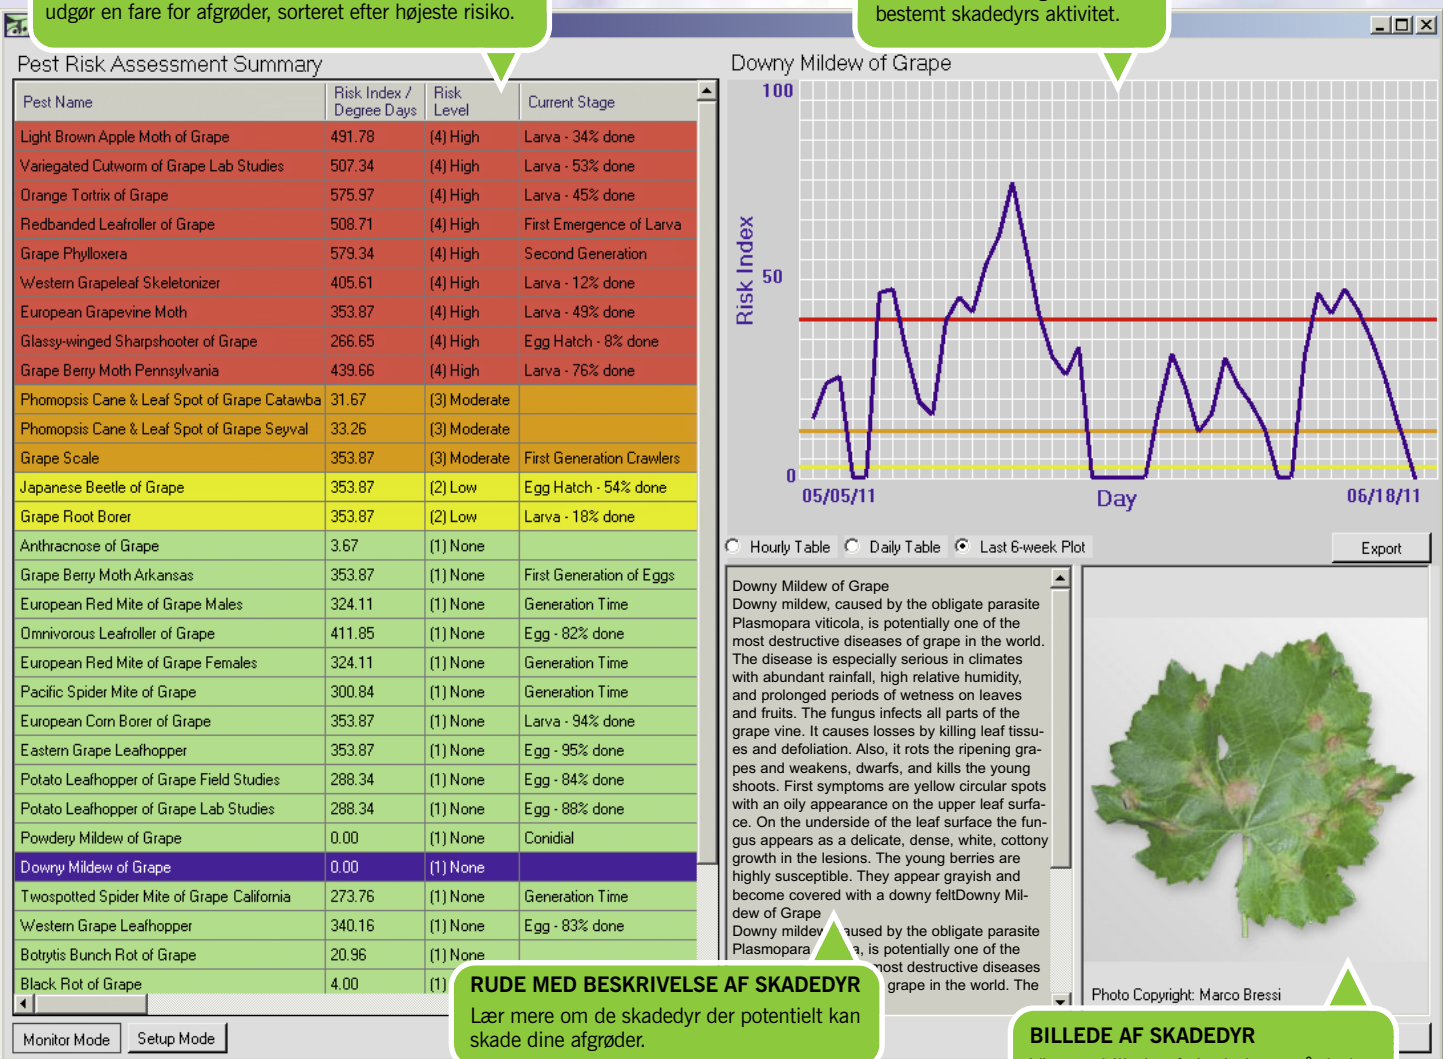 udgør en fare for afgrøder, sorteret efter højeste risiko.
bestemt skadedyrs aktivitet.
Pest Risk Assessment Summary
Pest Name Risk Index / Degree Days Risk Level Current Stage
Light Brown Apple Moth of Grape 491.78 (4) High Larva - 34% done
Variegated Cutworm of Grape Lab Studies 507.34 (4) High Larva - 53% done
Orange Tortrix of Grape 575.97 (4) High Larva - 45% done
Redbanded Leafroller of Grape 508.71 (4) High First Emergence of Larva
Grape Phylloxera 579.34 (4) High Second Generation
Western Grapeleaf Skeletonizer 405.61 (4) High Larva - 12% done
European Grapevine Moth 353.87 (4) High Larva - 49% done
Glassy-winged Sharpshooter of Grape 266.65 (4) High Egg Hatch - 8% done
Grape Berry Moth Pennsylvania 439.66 (4) High Larva - 76% done
Phomopsis Cane & Leaf Spot of Grape Catawba 31.67 (3) Moderate
Phomopsis Cane & Leaf Spot of Grape Seyval 33.26 (3) Moderate
Grape Scale 353.87 (3) Moderate First Generation Crawlers
Japanese Beetle of Grape 353.87 (2) Low Egg Hatch - 54% done
Grape Root Borer 353.87 (2) Low Larva - 18% done
Anthracnose of Grape 3.67 (1) None
Grape Berry Moth Arkansas 353.87 (1) None First Generation of Eggs
European Red Mite of Grape Males 324.11 (1) None Generation Time
Omnivorous Leafroller of Grape 411.85 (1) None Egg - 82% done
European Red Mite of Grape Females 324.11 (1) None Generation Time
Pacific Spider Mite of Grape 300.84 (1) None Generation Time
European Corn Borer of Grape 353.87 (1) None Larva - 94% done
Eastern Grape Leafhopper 353.87 (1) None Egg - 95% done
Potato Leafhopper of Grape Field Studies 288.34 (1) None Egg - 84% done
Potato Leafhopper of Grape Lab Studies 288.34 (1) None Egg - 88% done
Powdery Mildew of Grape 0.00 (1) None Conidial
Downy Mildew of Grape 0.00 (1) None
Twospotted Spider Mite of Grape California 273.76 (1) None Generation Time
Western Grape Leafhopper 340.16 (1) None Egg - 83% done
Botrytis Bunch Rot of Grape 20.96 (1) None
Black Rot of Grape 4.00 (1)
Monitor Mode Setup Mode
Downy Mildew of Grape
100
Risk Index
50
0
05/05/11 Day 06/18/11
Hourly Table Daily Table Last 6-week Plot Export
Downy Mildew of Grape
Downy mildew, caused by the obligate parasite
Plasmopara viticola, is potentially one of the
most destructive diseases of grape in the world.
The disease is especially serious in climates
with abundant rainfall, high relative humidity,
and prolonged periods of wetness on leaves
and fruits. The fungus infects all parts of the
grape vine. It causes losses by killing leaf tissu-
es and defoliation. Also, it rots the ripening gra-
pes and weakens, dwarfs, and kills the young
shoots. First symptoms are yellow circular spots
with an oily appearance on the upper leaf surfa-
ce. On the underside of the leaf surface the fun-
gus appears as a delicate, dense, white, cottony
growth in the lesions. The young berries are
highly susceptible. They appear grayish and
become covered with a downy feltDowny Mil-
dew of Grape
Downy mildew, caused by the obligate parasite
Plasmopara , is potentially one of the
most destructive diseases
grape in the world. The
Photo Copyright: Marco Bressi
RUDE MED BESKRIVELSE AF SKADEDYR
Lær mere om de skadedyr der potentielt kan
skade dine afgrøder.
BILLEDE AF SKADEDYR